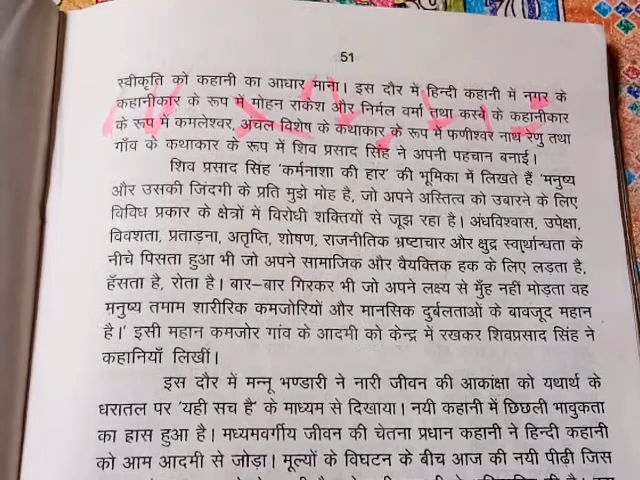 51
स्वीकृति को कहानी का आधार माना। इस दौर में हिन्दी कहानी में नगर के
कहानीकार के रूप में मोहन राकेश और निर्मल वर्मा तथा कस्बे के कहानीकार
के रूप में कमलेश्वर, अंचल विशेष के कथाकार के रूप में फणीश्वर नाथ रेणु तथा
गाँव के कथाकार के रूप में शिव प्रसाद सिंह ने अपनी पहचान बनाई।
शिव प्रसाद सिंह 'कर्मनाशा की हार' की भूमिका में लिखते हैं 'मनुष्य
और उसकी जिंदगी के प्रति मुझे मोह है, जो अपने अस्तित्व को उबारने के लिए
विविध प्रकार के क्षेत्रों में विरोधी शक्तियों से जूझ रहा है। अंधविश्वास, उपेक्षा,
विवशता, प्रताड़ना, अतृप्ति, शोषण, राजनीतिक भ्रष्टाचार और क्षुद्र स्वार्थान्धता के
नीचे पिसता हुआ भी जो अपने सामाजिक और वैयक्तिक हक के लिए लड़ता है,
हँसता है, रोता है। बार–बार गिरकर भी जो अपने लक्ष्य से मुँह नहीं मोड़ता वह
मनुष्य तमाम शारीरिक कमजोरियों और मानसिक दुर्बलताओं के बावजूद महान
है।' इसी महान कमजोर गांव के आदमी को केन्द्र में रखकर शिवप्रसाद सिंह ने
कहानियाँ लिखीं।
इस दौर में मन्नू भण्डारी ने नारी जीवन की आकांक्षा को यथार्थ के
धरातल पर 'यही सच है' के माध्यम से दिखाया। नयी कहानी में छिछली भावुकता
का ह्रास हुआ है। मध्यमवर्गीय जीवन की चेतना प्रधान कहानी ने हिन्दी कहानी
को आम आदमी से जोड़ा। मूल्यों के विघटन के बीच आज की नयी पीढ़ी जिस